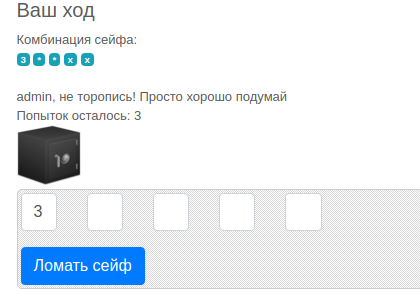 Ваш ход
Комбинация сейфа:
3 * * x x
admin, не торопись! Просто хорошо подумай
Попыток осталось: 3
3
Ломать сейф